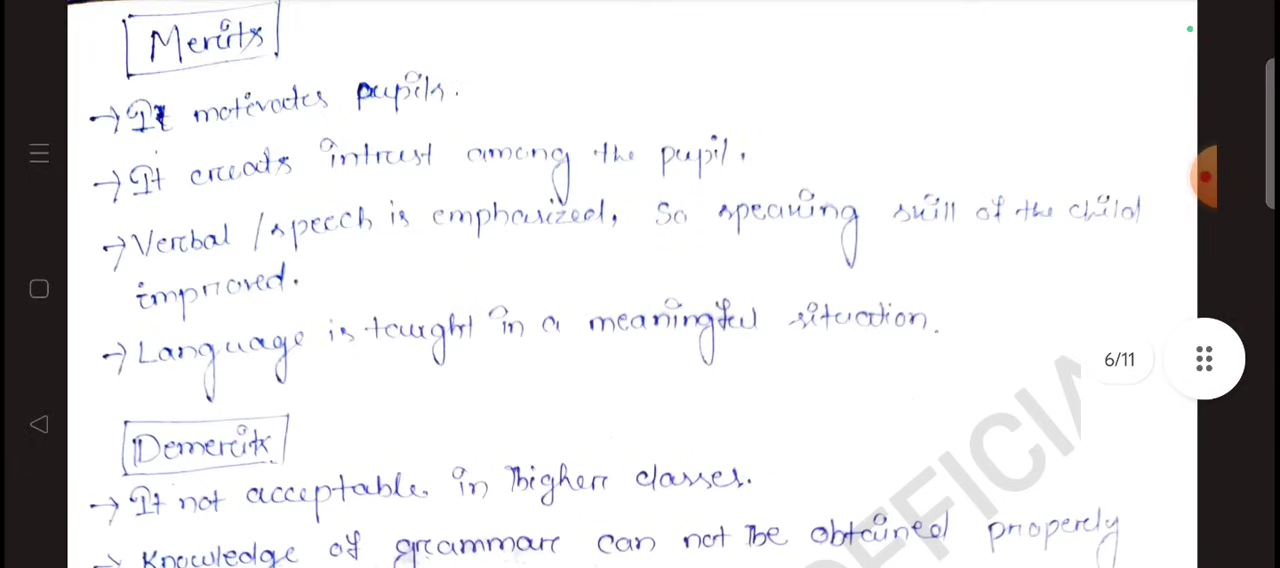 Merits
→ It motivates pupils.
→ It creats intrust among the pupil.
→ Verbal /speech is emphasized, so speaking skill of the child
improved.
→ Language is taught in a meaningful situation.
6/11
Demerits
→ It not acceptable in higher classes.
→ Knowledge of grammar can not be obtained properly